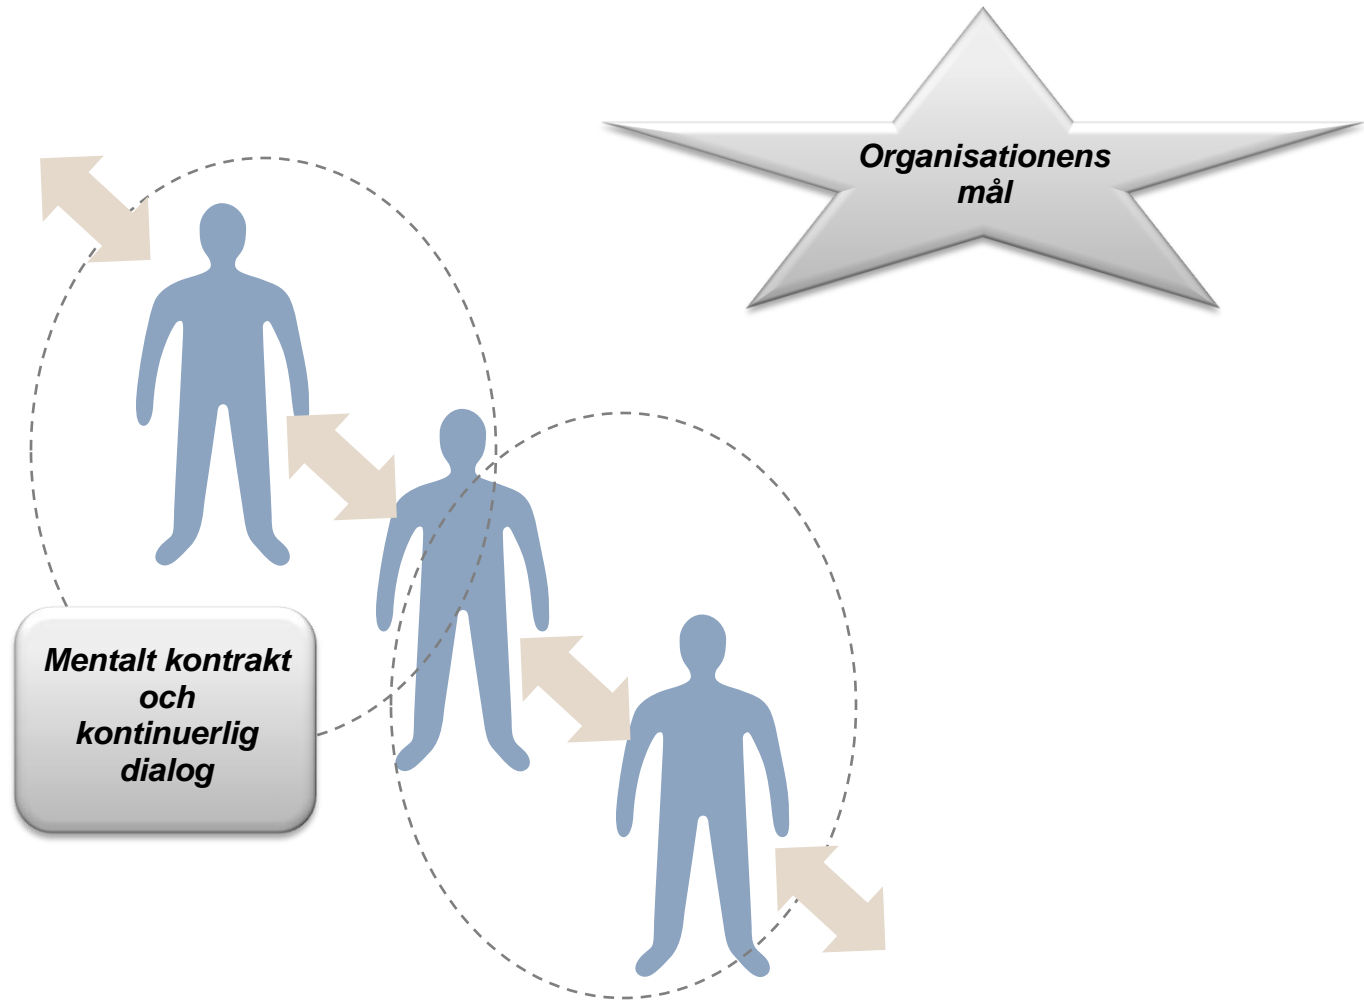 Organisationens
mål
Mentalt kontrakt
och
kontinuerlig
dialog